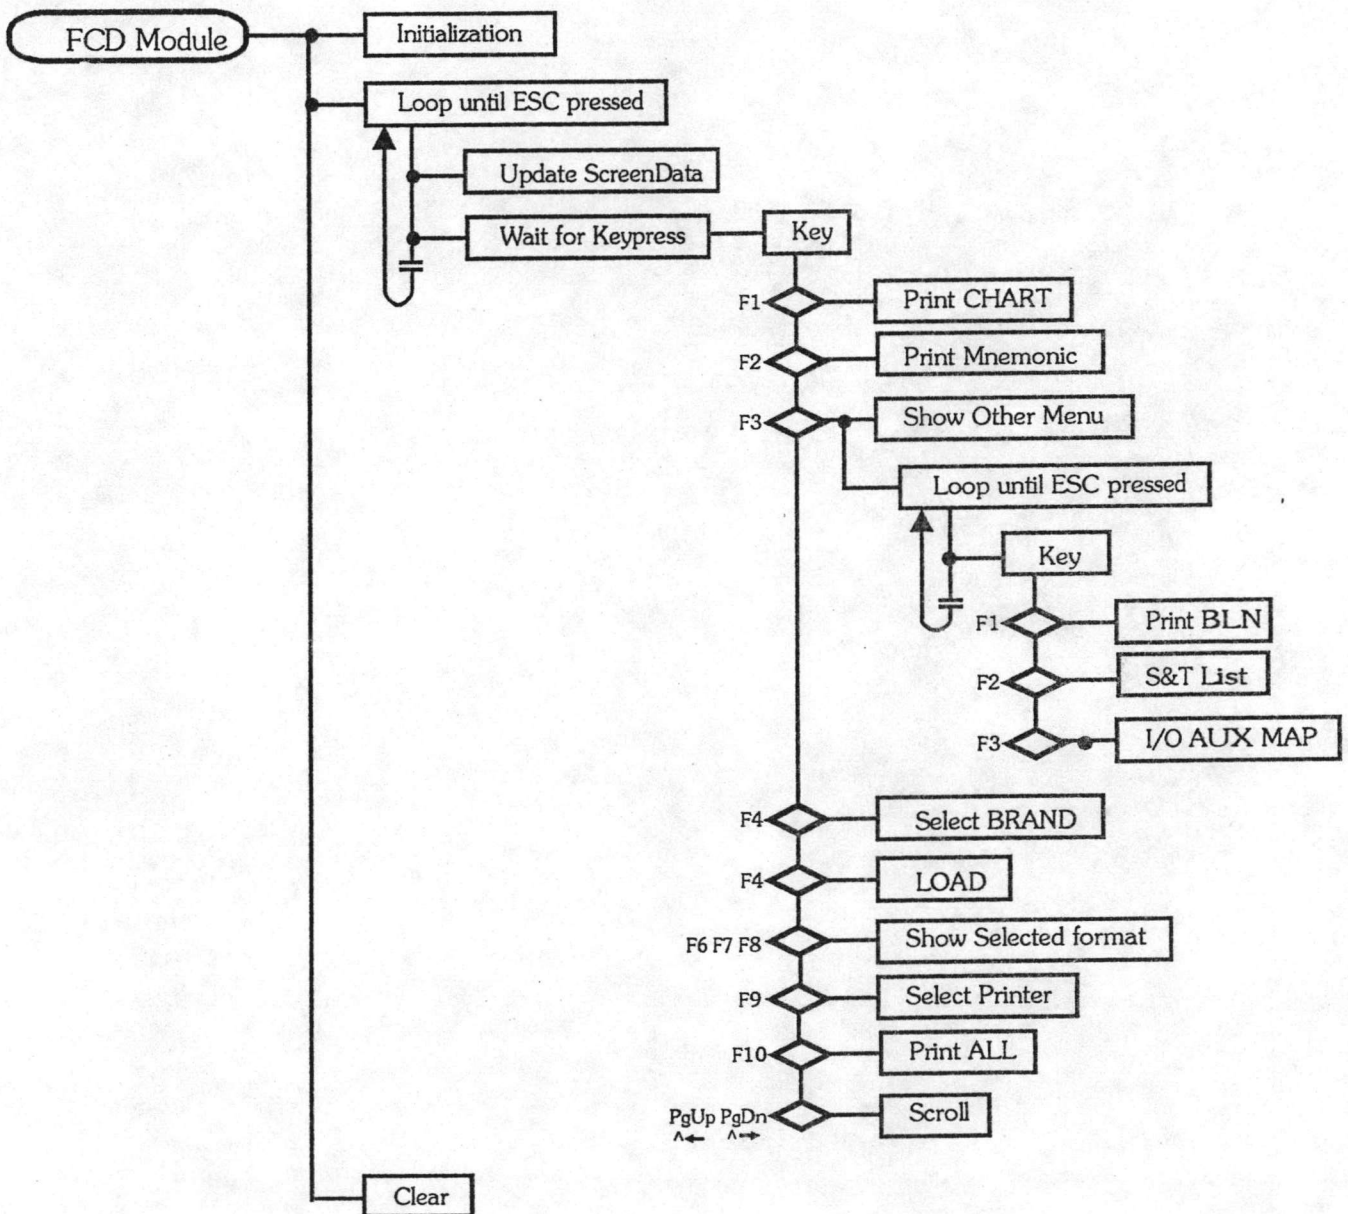 FCD Module
Initialization
Loop until ESC pressed
Update ScreenData
Wait for Keypress
Key
F1
Print CHART
F2
Print Mnemonic
F3
Show Other Menu
Loop until ESC pressed
Key
F1
Print BLN
F2
S&T List
F3
I/O AUX MAP
F4
Select BRAND
F4
LOAD
F6 F7 F8
Show Selected format
F9
Select Printer
F10
Print ALL
PgUp PgDn
^← ^→
Scroll
Clear